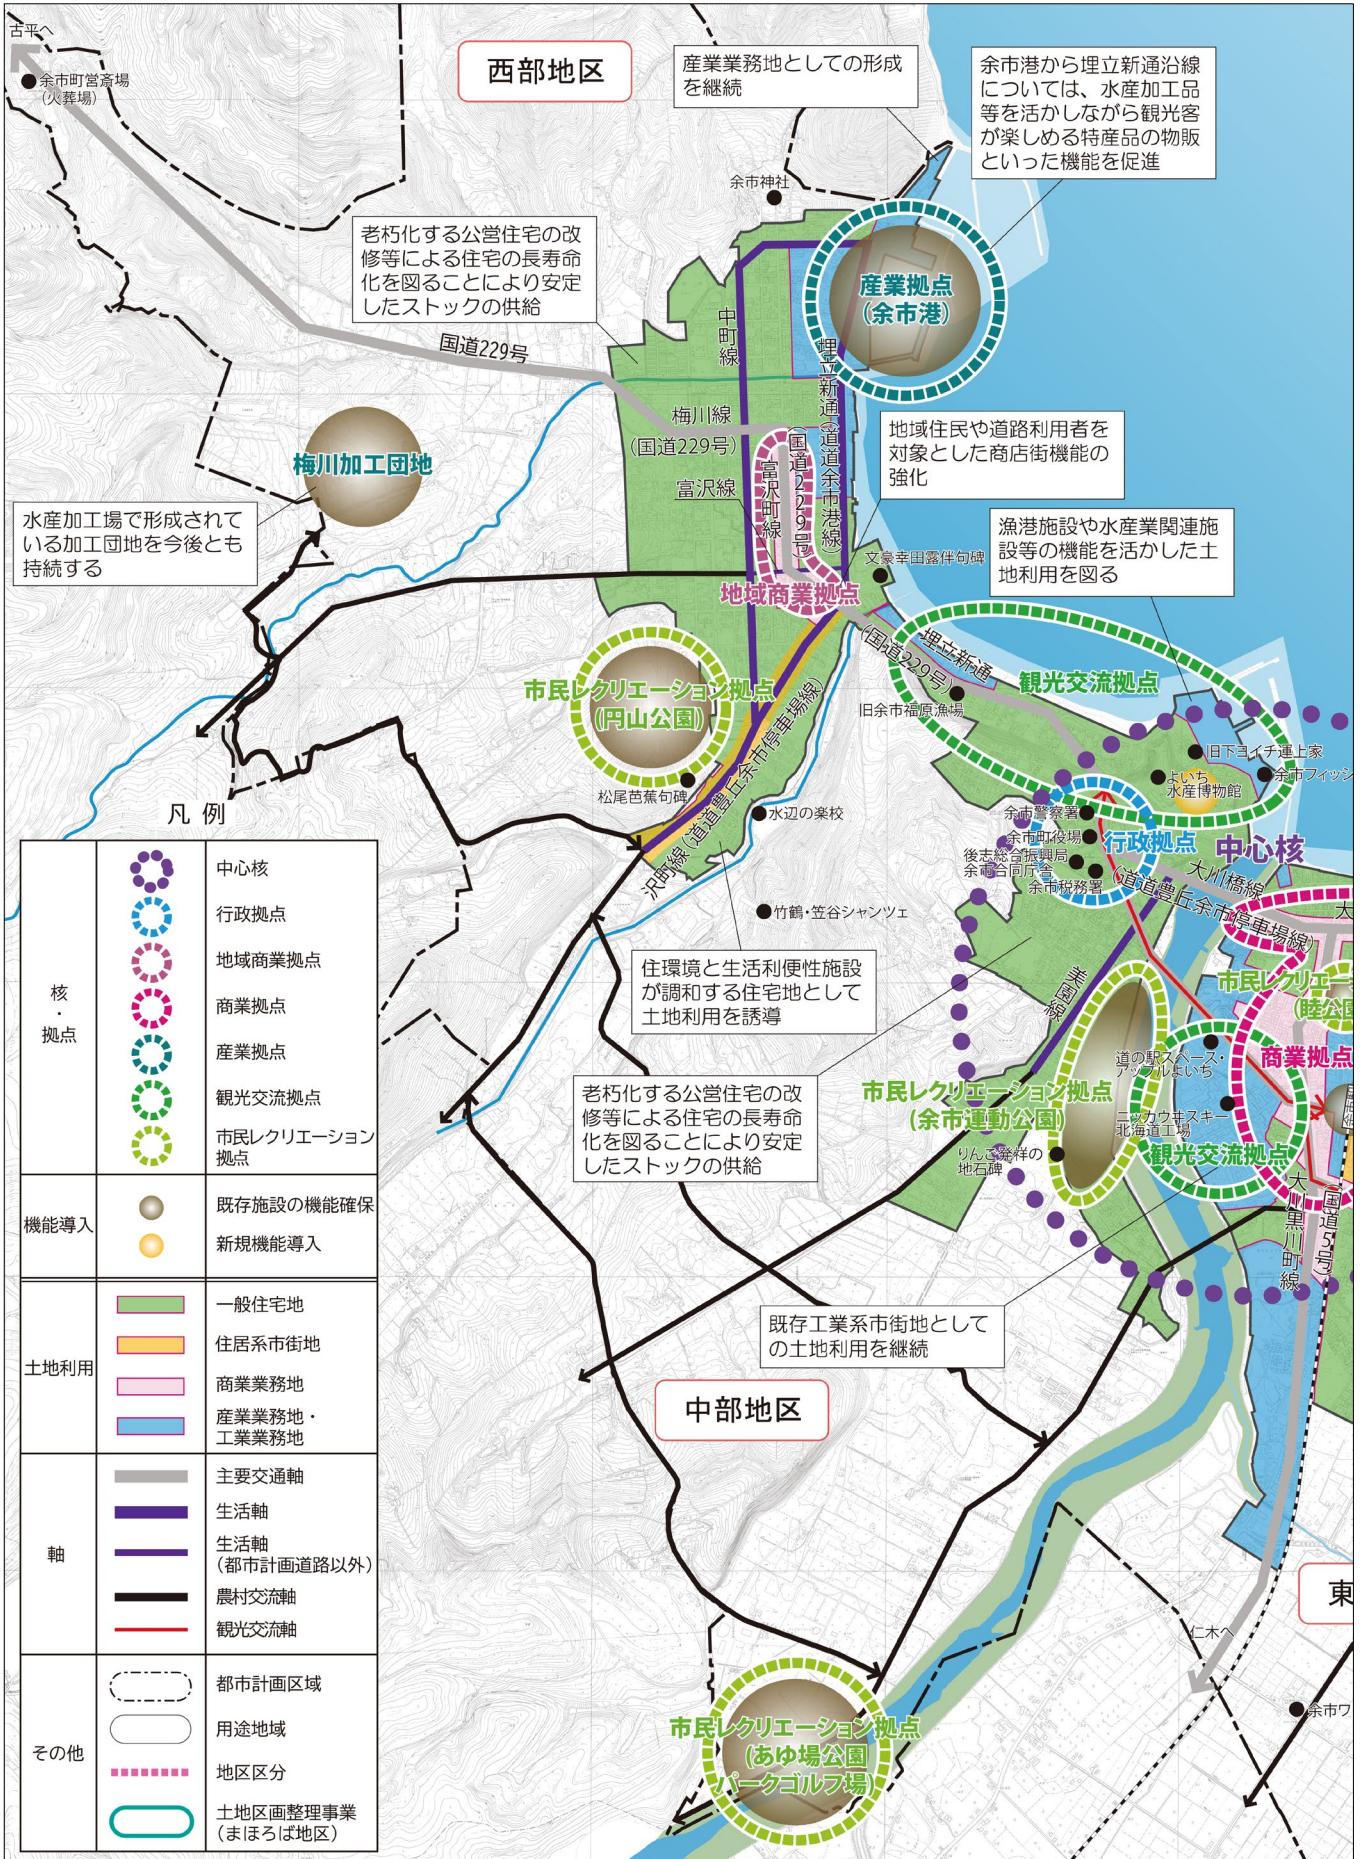 古平へ
余市町営斎場
（火葬場）
西部地区
産業業務地としての形成
を継続
余市港から埋立新通沿線
については、水産加工品
等を活かしながら観光客
が楽しめる特産品の物販
といった機能を促進
余市神社
老朽化する公営住宅の改
修等による住宅の長寿命
化を図ることにより安定
したストックの供給
産業拠点
(余市港)
中町線
国道229号
埋立新通(道道余市港線)
梅川線
(国道229号)
富沢線
富沢町線
(国道229号)
地域住民や道路利用者を
対象とした商店街機能の
強化
梅川加工団地
水産加工場で形成されて
いる加工団地を今後とも
持続する
漁港施設や水産業関連施
設等の機能を活かした土
地利用を図る
文豪幸田露伴句碑
地域商業拠点
埋立新通
(国道229号)
観光交流拠点
市民レクリエーション拠点
(円山公園)
旧余市福原漁場
旧下ヨイチ運上家
よいち
水産博物館
余市フィッシ
松尾芭蕉句碑
水辺の楽校
沢町線(道道豊丘余市停車場線)
余市警察署
余市町役場
行政拠点
後志総合振興局
余市合同庁舎
余市税務署
中心核
大川橋線
(道道豊丘余市停車場線)
大
竹鶴・笠谷シャンツェ
住環境と生活利便性施設
が調和する住宅地として
土地利用を誘導
美園線
市民レクリエー
(睦公園
道の駅スペース・
アップルよいち
商業拠点
老朽化する公営住宅の改
修等による住宅の長寿命
化を図ることにより安定
したストックの供給
市民レクリエーション拠点
(余市運動公園)
ニッカウヰスキー
北海道工場
りんご発祥の
地石碑
観光交流拠点
大川黒川町線
(国道5号)
既存工業系市街地として
の土地利用を継続
中部地区
東
仁木へ
余市ワ
市民レクリエーション拠点
(あゆ場公園
パークゴルフ場)
凡例
核・拠点
中心核
行政拠点
地域商業拠点
商業拠点
産業拠点
観光交流拠点
市民レクリエーション
拠点
機能導入
既存施設の機能確保
新規機能導入
土地利用
一般住宅地
住居系市街地
商業業務地
産業業務地・
工業業務地
軸
主要交通軸
生活軸
生活軸
(都市計画道路以外)
農村交流軸
観光交流軸
その他
都市計画区域
用途地域
地区区分
土地区画整理事業
(まほろば地区)